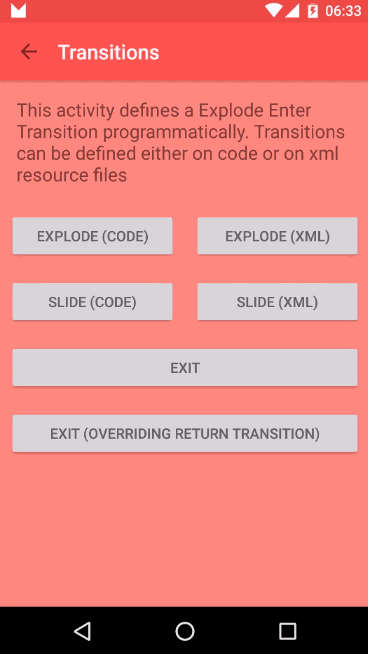 06:33
Transitions
This activity defines a Explode Enter
Transition programmatically. Transitions
can be defined either on code or on xml
resource files
EXPLODE (CODE) EXPLODE (XML)
SLIDE (CODE) SLIDE (XML)
EXIT
EXIT (OVERRIDING RETURN TRANSITION)